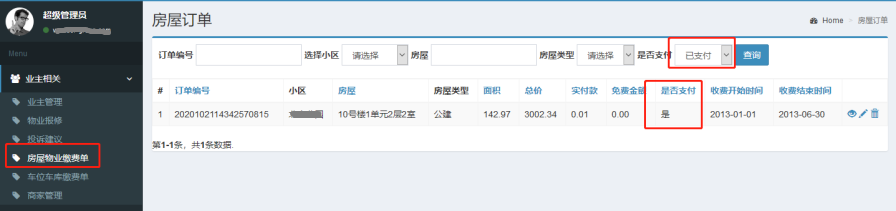 超级管理员
Menu
业主相关
业主管理
物业报修
投诉建议
房屋物业缴费单
车位车库缴费单
商家管理
房屋订单
Home - 房屋订单
订单编号 选择小区 请选择 房屋 房屋类型 请选择 是否支付 已支付 查询
# 订单编号 小区 房屋 房屋类型 面积 总价 实付款 免费金额 是否支付 收费开始时间 收费结束时间
1 2020102114342570815 10号楼1单元2层2室 公建 142.97 3002.34 0.01 0.00 是 2013-01-01 2013-06-30
第1-1条，共1条数据.